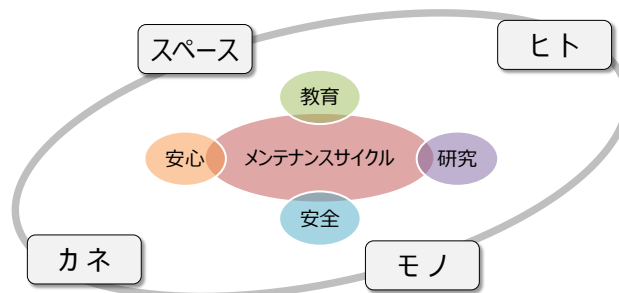 スペース
ヒト
教育
安心
メンテナンスサイクル
研究
安全
カネ
モノ